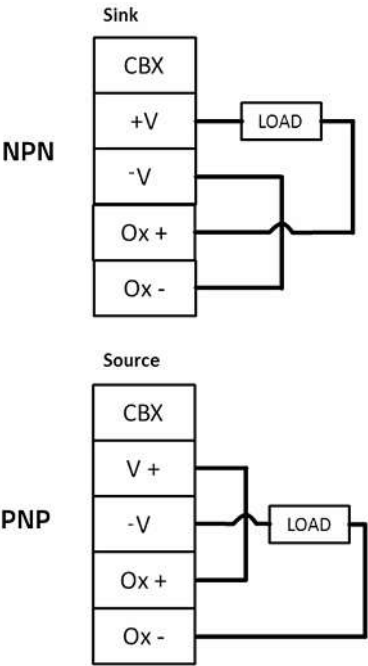 Sink
CBX
+V
LOAD
NPN
-V
Ox +
Ox -
Source
CBX
V +
PNP
-V
LOAD
Ox +
Ox -